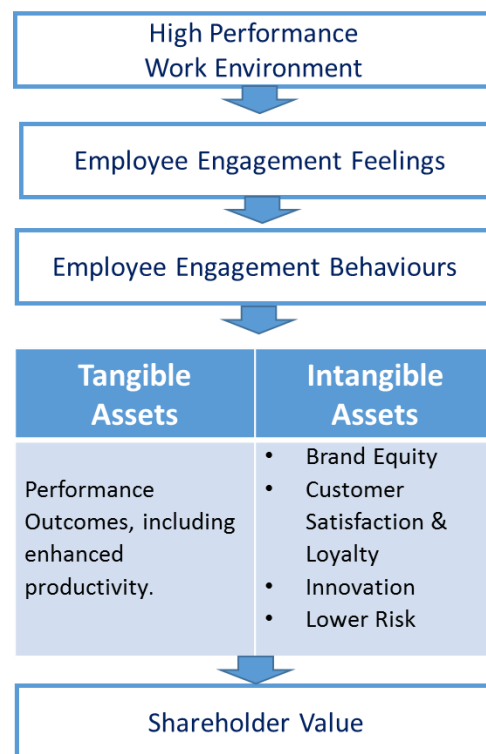 High Performance
Work Environment
Employee Engagement Feelings
Employee Engagement Behaviours
Tangible
Assets
Intangible
Assets
Performance
Outcomes, including
enhanced
productivity.
• Brand Equity
• Customer
Satisfaction &
Loyalty
• Innovation
• Lower Risk
Shareholder Value